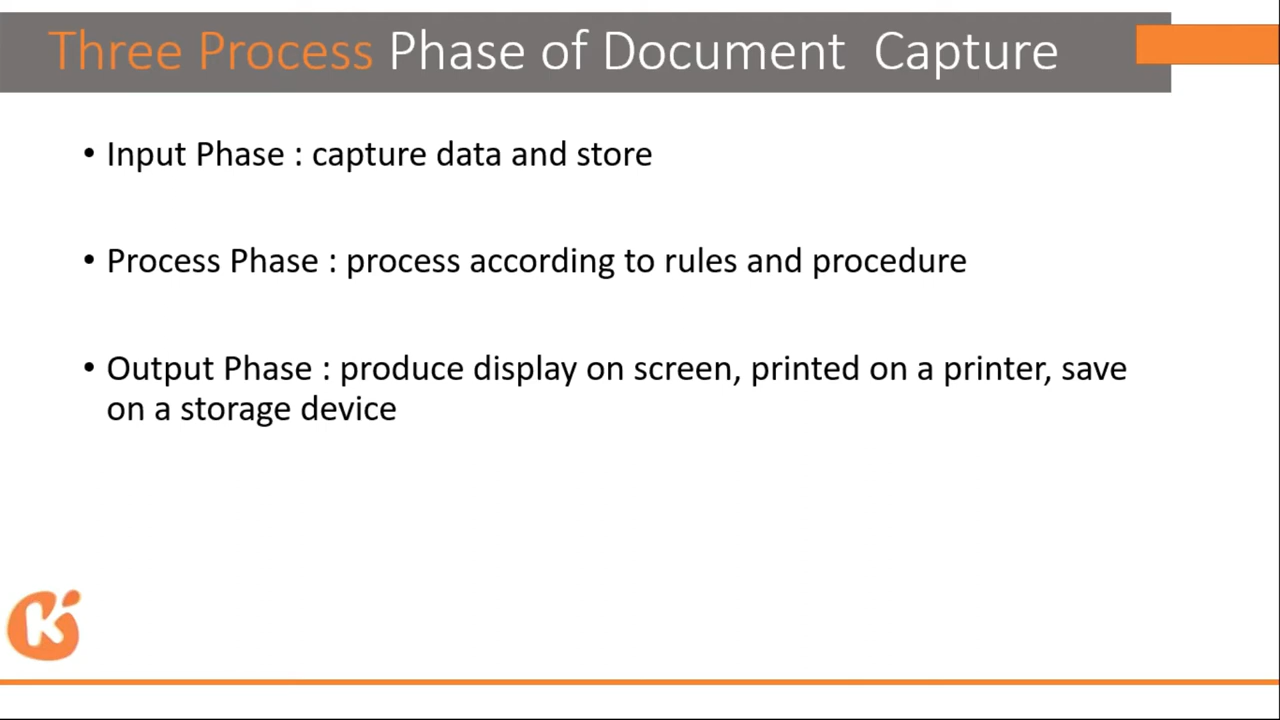 Three Process Phase of Document Capture
• Input Phase : capture data and store
• Process Phase : process according to rules and procedure
• Output Phase : produce display on screen, printed on a printer, save
on a storage device
K